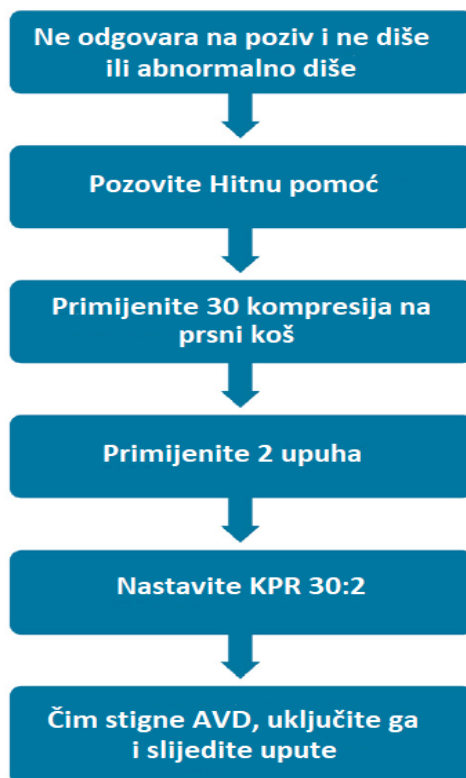 Ne odgovara na poziv i ne diše
ili abnormalno diše
Pozovite Hitnu pomoć
Primijenite 30 kompresija na
prsni koš
Primijenite 2 upuha
Nastavite KPR 30:2
Čim stigne AVD, uključite ga
i slijedite upute